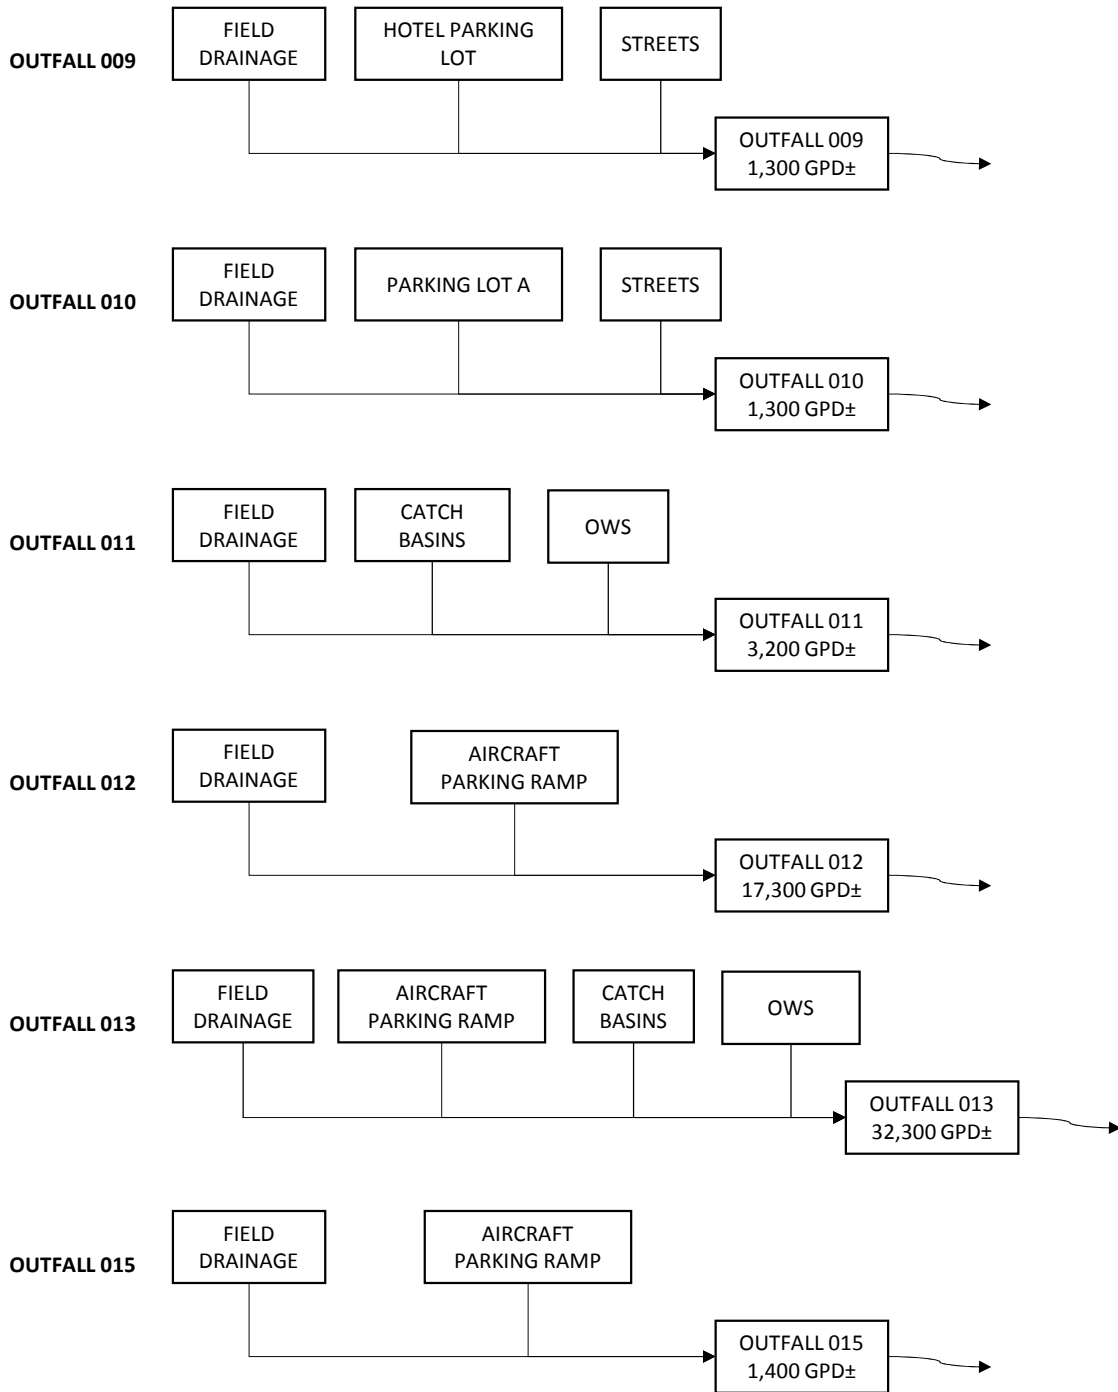 FIELD
DRAINAGE
HOTEL PARKING
LOT
STREETS
OUTFALL 009
OUTFALL 009
1,300 GPD±
FIELD
DRAINAGE
PARKING LOT A
STREETS
OUTFALL 010
OUTFALL 010
1,300 GPD±
FIELD
DRAINAGE
CATCH
BASINS
OWS
OUTFALL 011
OUTFALL 011
3,200 GPD±
FIELD
DRAINAGE
AIRCRAFT
PARKING RAMP
OUTFALL 012
OUTFALL 012
17,300 GPD±
FIELD
DRAINAGE
AIRCRAFT
PARKING RAMP
CATCH
BASINS
OWS
OUTFALL 013
OUTFALL 013
32,300 GPD±
FIELD
DRAINAGE
AIRCRAFT
PARKING RAMP
OUTFALL 015
OUTFALL 015
1,400 GPD±